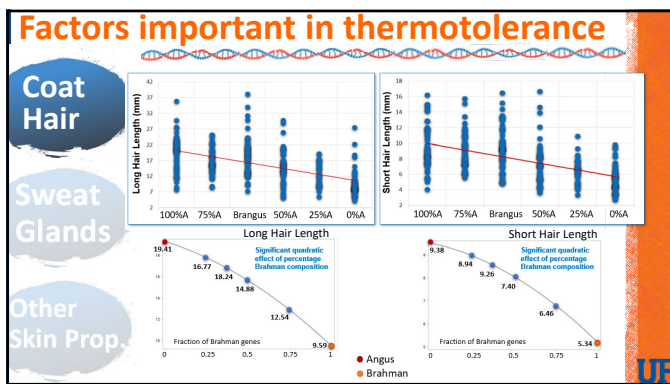 Factors important in thermotolerance
Coat
Hair
Sweat
Glands
Other
Skin Prop.
Long Hair Length (mm)
42
37
32
27
22
17
12
7
2
100%A 75%A Brangus 50%A 25%A 0%A
Short Hair Length (mm)
18
16
14
12
10
8
6
4
2
100%A 75%A Brangus 50%A 25%A 0%A
Long Hair Length
Significant quadratic
effect of percentage
Brahman composition
19.41
16.77
18.24
14.88
12.54
9.59
Fraction of Brahman genes
0 0.25 0.5 0.75 1
Short Hair Length
Significant quadratic
effect of percentage
Brahman composition
9.38
8.94
9.26
7.40
6.46
5.34
Fraction of Brahman genes
0 0.25 0.5 0.75 1
Angus
Brahman
UF